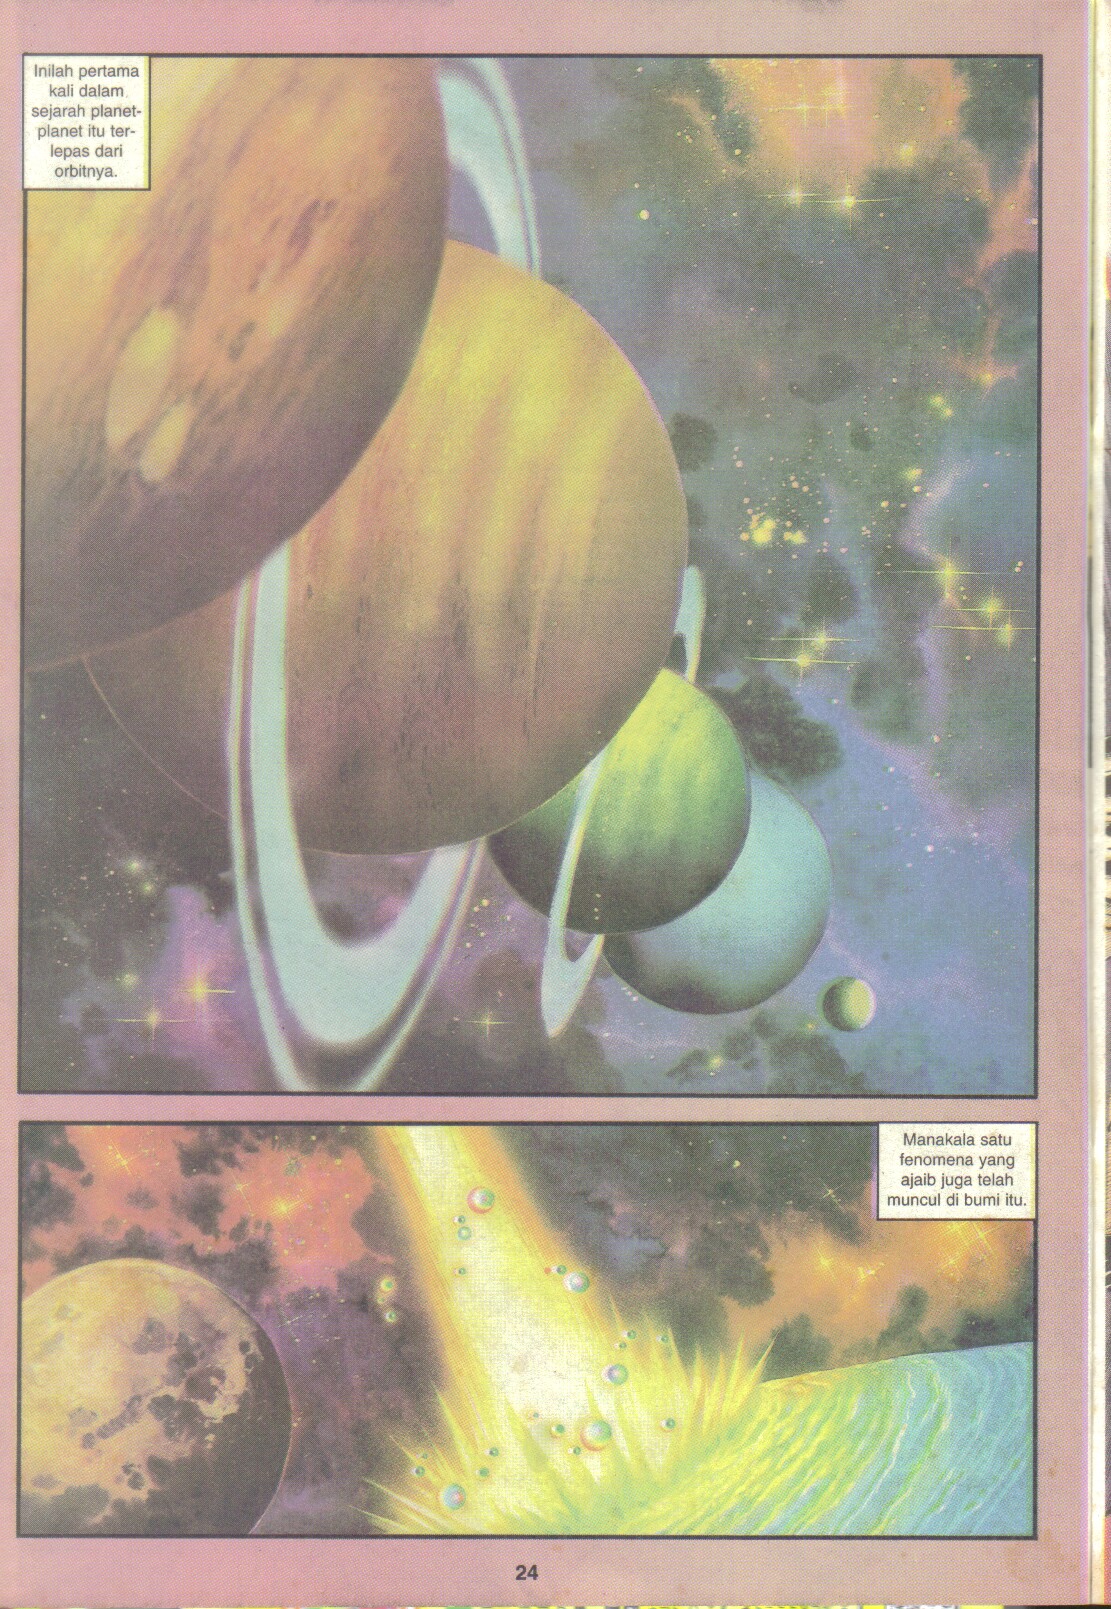 Inilah pertama
kali dalam
sejarah planet-
planet itu ter-
lepas dari
orbitnya.
Manakala satu
fenomena yang
ajaib juga telah
muncul di bumi itu.
24